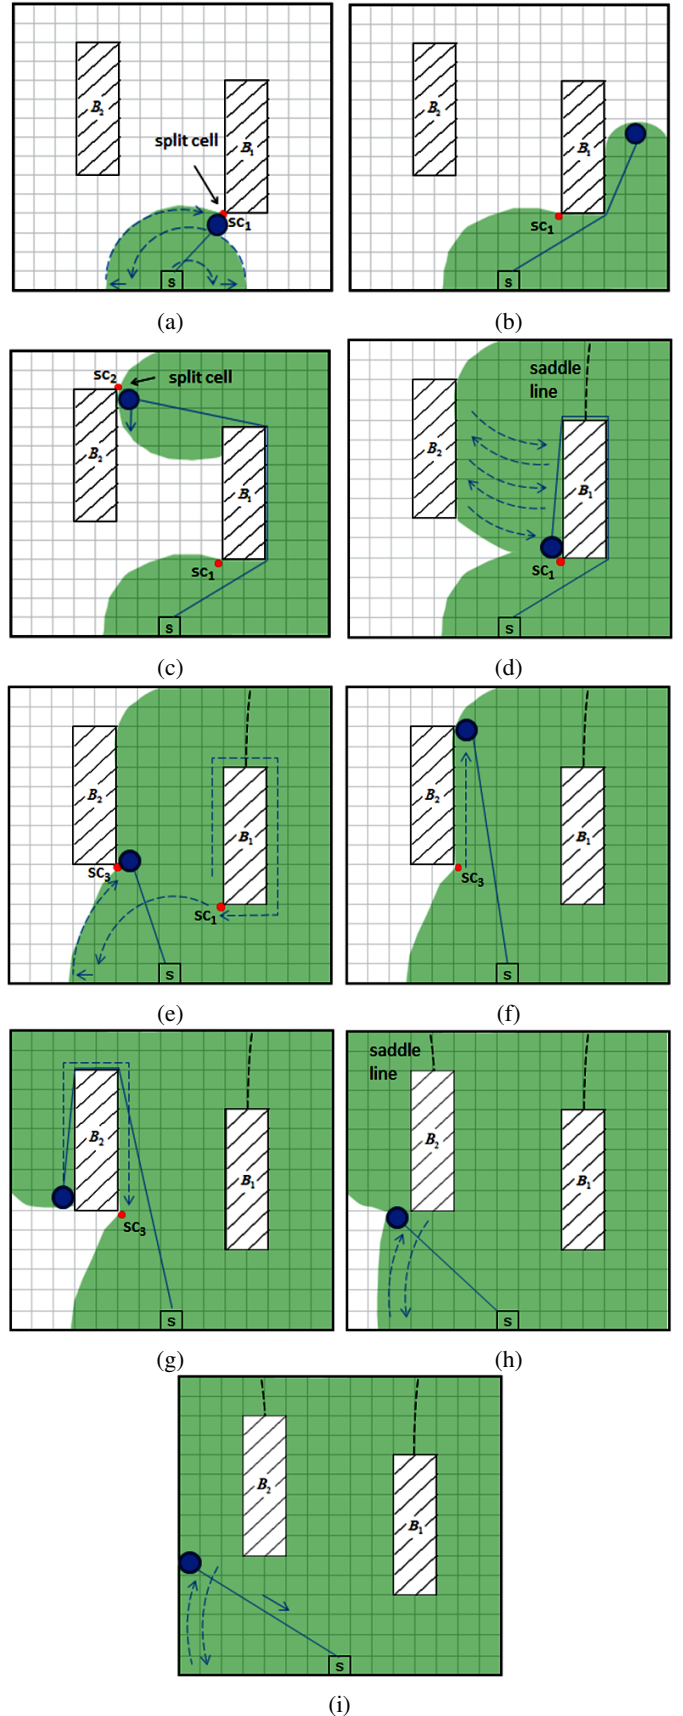 B₂
split cell
B₁
sc₁
s
(a)
B₂
B₁
sc₁
s
(b)
sc₂
split cell
B₂
B₁
sc₁
s
(c)
saddle
line
B₂
B₁
sc₁
s
(d)
B₂
B₁
sc₃
sc₁
s
(e)
B₂
B₁
sc₃
s
(f)
B₂
B₁
sc₃
s
(g)
saddle
line
B₂
B₁
s
(h)
B₂
B₁
s
(i)